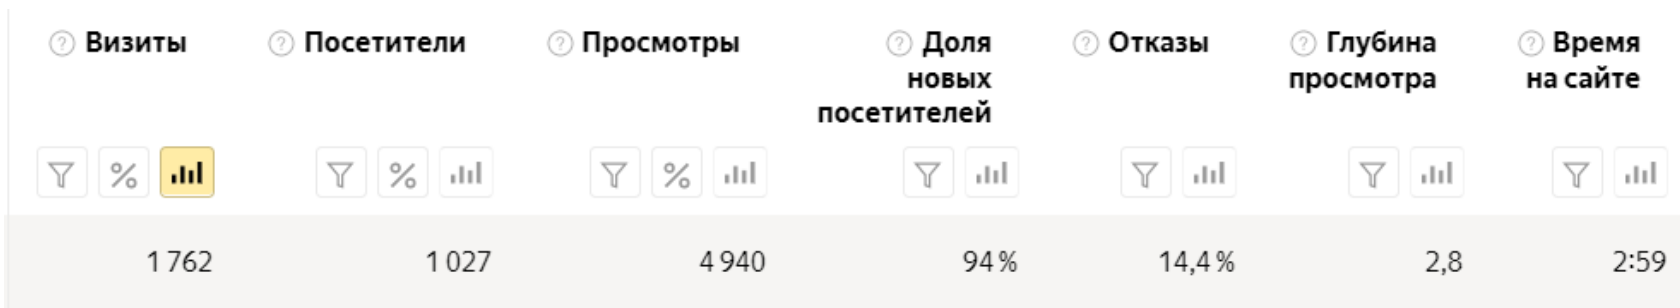 Визиты
Посетители
Просмотры
Доля
новых
посетителей
Отказы
Глубина
просмотра
Время
на сайте
% % %
1 762 1 027 4 940 94 % 14,4 % 2,8 2:59